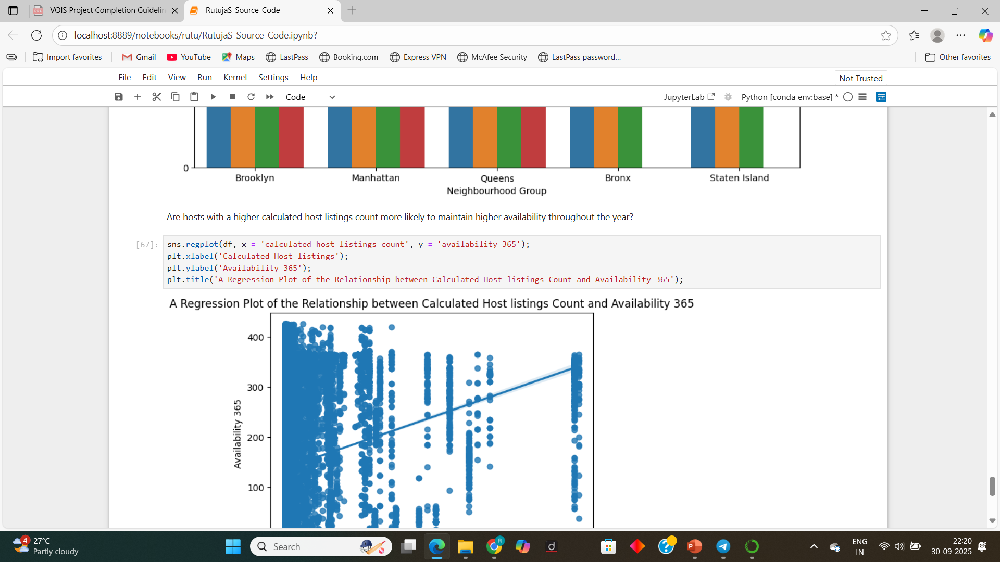 VOIS Project Completion Guidelin
RutujaS_Source_Code
localhost:8889/notebooks/rutu/RutujaS_Source_Code.ipynb?
Import favorites
Gmail
YouTube
Maps
LastPass
Booking.com
Express VPN
McAfee Security
LastPass password...
Other favorites
File Edit View Run Kernel Settings Help
Not Trusted
Code
JupyterLab
Python [conda env:base] *
0
Brooklyn Manhattan Queens Bronx Staten Island
Neighbourhood Group
Are hosts with a higher calculated host listings count more likely to maintain higher availability throughout the year?
[67]:
sns.regplot(df, x = 'calculated host listings count', y = 'availability 365');
plt.xlabel('Calculated Host listings');
plt.ylabel('Availability 365');
plt.title('A Regression Plot of the Relationship between Calculated Host listings Count and Availability 365');
A Regression Plot of the Relationship between Calculated Host listings Count and Availability 365
400
300
200
100
Availability 365
4
27°C
Partly cloudy
Search
R
ENG
IN
22:20
30-09-2025